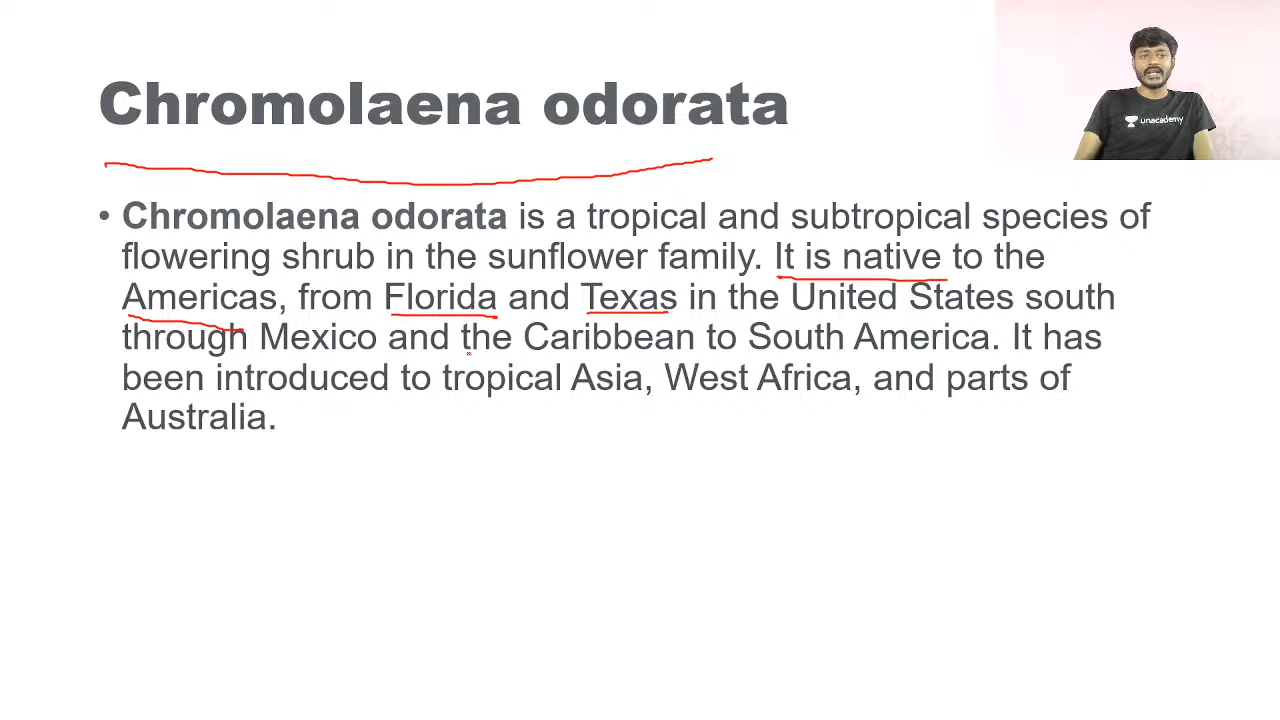 Chromolaena odorata
unacademy
• Chromolaena odorata is a tropical and subtropical species of
flowering shrub in the sunflower family. It is native to the
Americas, from Florida and Texas in the United States south
through Mexico and the Caribbean to South America. It has
been introduced to tropical Asia, West Africa, and parts of
Australia.